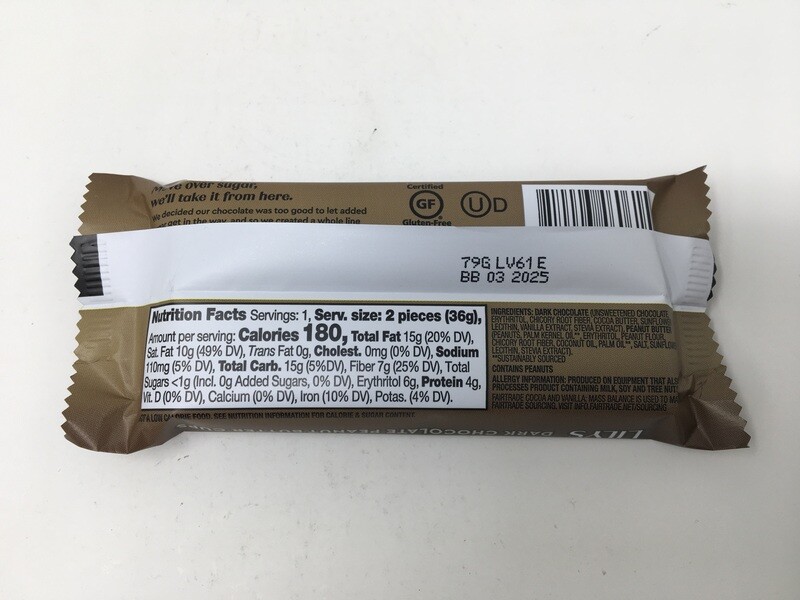 over sugar,
we'll take it from here.
We decided our chocolate was too good to let added
get in the way, and so we created a whole line
Certified
GF
Gluten-Free
U D
79G LV61 E
BB 03 2025
Nutrition Facts Servings: 1, Serv. size: 2 pieces (36g),
Amount per serving: Calories 180, Total Fat 15g (20% DV),
Sat. Fat 10g (49% DV), Trans Fat 0g, Cholest. 0mg (0% DV), Sodium
110mg (5% DV), Total Carb. 15g (5%DV), Fiber 7g (25% DV), Total
Sugars <1g (Incl. 0g Added Sugars, 0% DV), Erythritol 6g, Protein 4g,
Vit. D (0% DV), Calcium (0% DV), Iron (10% DV), Potas. (4% DV).
INGREDIENTS: DARK CHOCOLATE (UNSWEETENED CHOCOLATE,
ERYTHRITOL, CHICORY ROOT FIBER, COCOA BUTTER, SUNFLOWER
LECITHIN, VANILLA EXTRACT, STEVIA EXTRACT), PEANUT BUTTER
(PEANUTS, PALM KERNEL OIL**, ERYTHRITOL, PEANUT FLOUR,
CHICORY ROOT FIBER, COCONUT OIL, PALM OIL**, SALT, SUNFLOW
LECITHIN, STEVIA EXTRACT).
**SUSTAINABLY SOURCED
CONTAINS PEANUTS
ALLERGY INFORMATION: PRODUCED ON EQUIPMENT THAT AL
PROCESSES PRODUCT CONTAINING MILK, SOY AND TREE NUT
FAIRTRADE COCOA AND VANILLA: MASS BALANCE IS USED TO MA
FAIRTRADE SOURCING. VISIT INFO.FAIRTRADE.NET/SOURCING
LOW CALORIE FOOD. SEE NUTRITION INFORMATION FOR CALORIE & SUGAR CONTENT.
LILY'S DARK CHOCOLATE PEANUT BUTTER CUPS